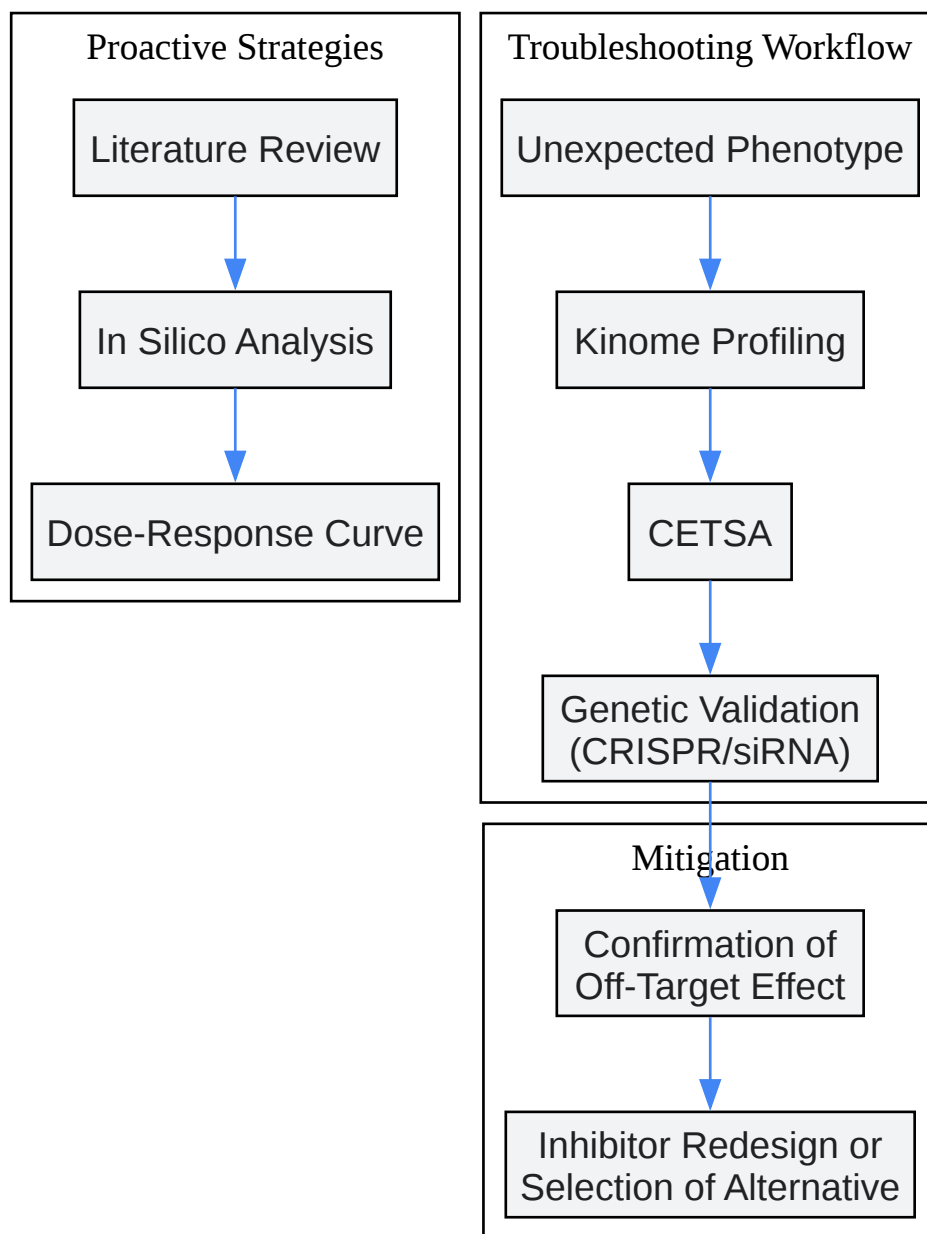 Proactive Strategies
Literature Review
In Silico Analysis
Dose-Response Curve
Troubleshooting Workflow
Unexpected Phenotype
Kinome Profiling
CETSA
Genetic Validation
(CRISPR/siRNA)
Mitigation
Confirmation of
Off-Target Effect
Inhibitor Redesign or
Selection of Alternative